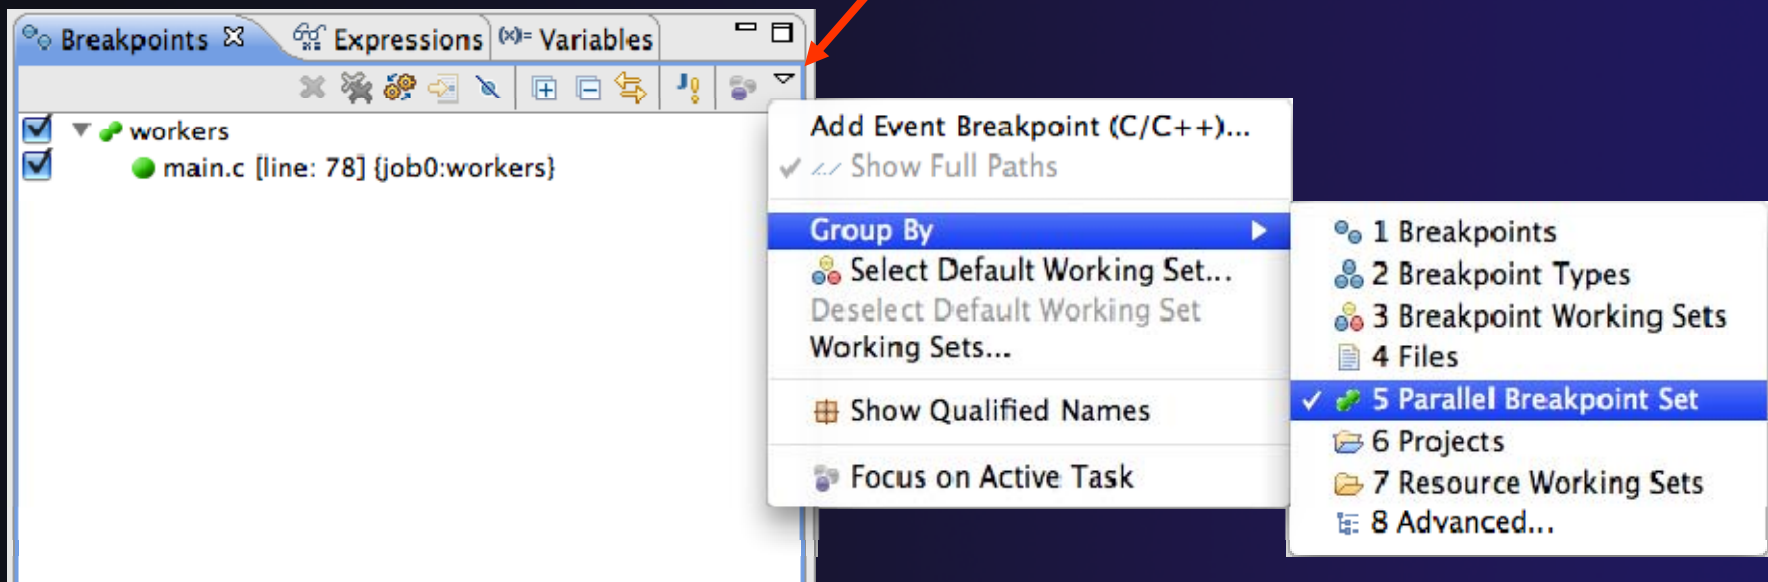 Breakpoints Expressions (x)= Variables
workers
main.c [line: 78] {job0:workers}
Add Event Breakpoint (C/C++)...
Show Full Paths
Group By
Select Default Working Set...
Deselect Default Working Set
Working Sets...
Show Qualified Names
Focus on Active Task
1 Breakpoints
2 Breakpoint Types
3 Breakpoint Working Sets
4 Files
5 Parallel Breakpoint Set
6 Projects
7 Resource Working Sets
8 Advanced...